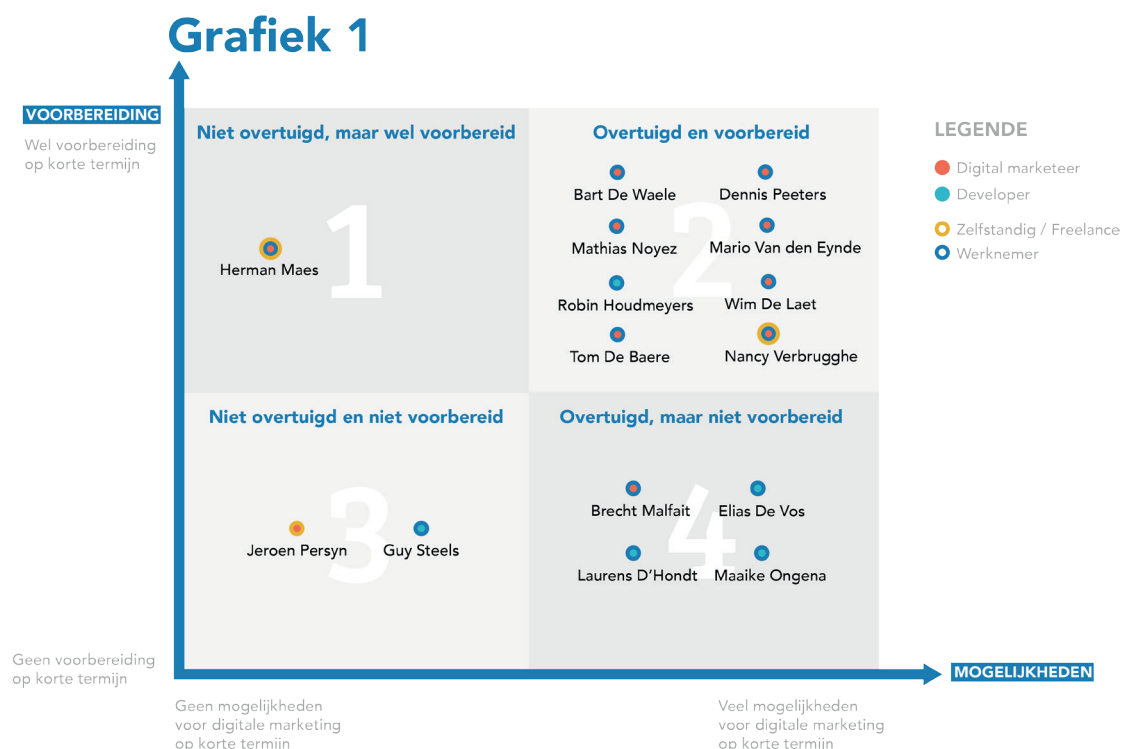 Grafiek 1
VOORBEREIDING
Wel voorbereiding
op korte termijn
Niet overtuigd, maar wel voorbereid
1
Herman Maes
Overtuigd en voorbereid
2
Bart De Waele
Dennis Peeters
Mathias Noyez
Mario Van den Eynde
Robin Houdmeyers
Wim De Laet
Tom De Baere
Nancy Verbrugghe
LEGENDE
Digital marketeer
Developer
Zelfstandig / Freelance
Werknemer
Niet overtuigd en niet voorbereid
3
Jeroen Persyn
Guy Steels
Overtuigd, maar niet voorbereid
4
Brecht Malfait
Elias De Vos
Laurens D'Hondt
Maaike Ongena
Geen voorbereiding
op korte termijn
MOGELIJKHEDEN
Geen mogelijkheden
voor digitale marketing
op korte termijn
Veel mogelijkheden
voor digitale marketing
op korte termijn